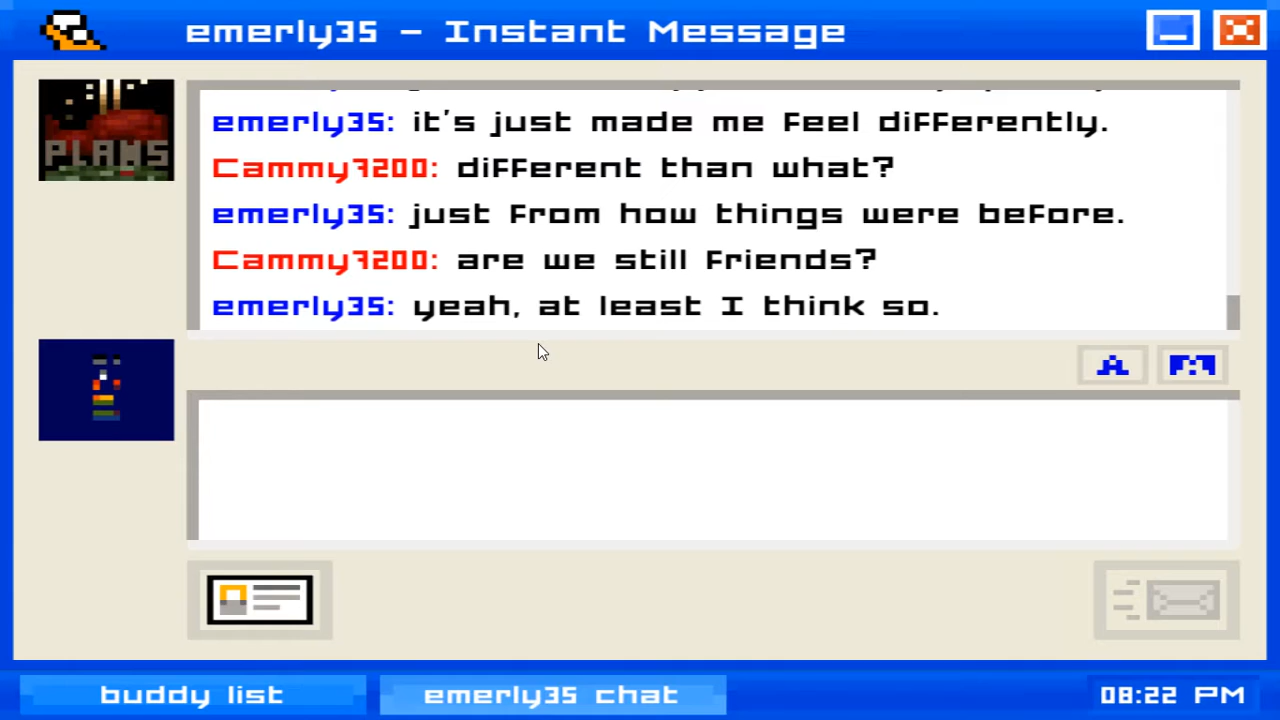 emerly35 - Instant Message
PLANS
emerly35: it's just made me feel differently.
Cammy7200: different than what?
emerly35: just from how things were before.
Cammy7200: are we still friends?
emerly35: yeah, at least I think so.
A
buddy list
emerly35 chat
08:22 PM